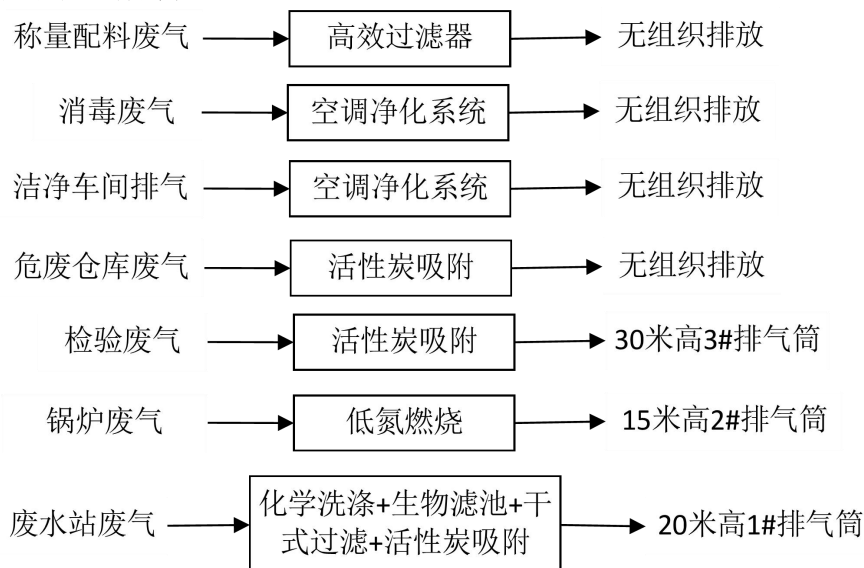 称量配料废气 高效过滤器 无组织排放
消毒废气 空调净化系统 无组织排放
洁净车间排气 空调净化系统 无组织排放
危废仓库废气 活性炭吸附 无组织排放
检验废气 活性炭吸附 30米高3#排气筒
锅炉废气 低氮燃烧 15米高2#排气筒
废水站废气 化学洗涤+生物滤池+干
式过滤+活性炭吸附 20米高1#排气筒